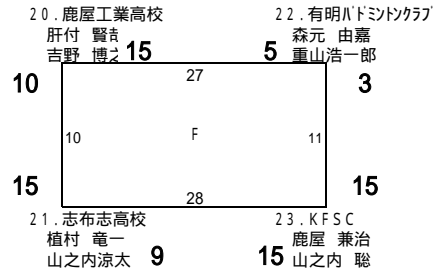 20.鹿屋工業高校 22.有明ﾊﾞﾄﾞﾐﾝﾄﾝｸﾗﾌﾞ
肝付 賢哉 森元 由嘉
吉野 15 5 重山浩一郎
10 27 3
10 F 11
15 28 15
21.志布志高校 23.KFSC
植村 竜一 鹿屋 兼治
山之内涼太 9 15 山之内 聡